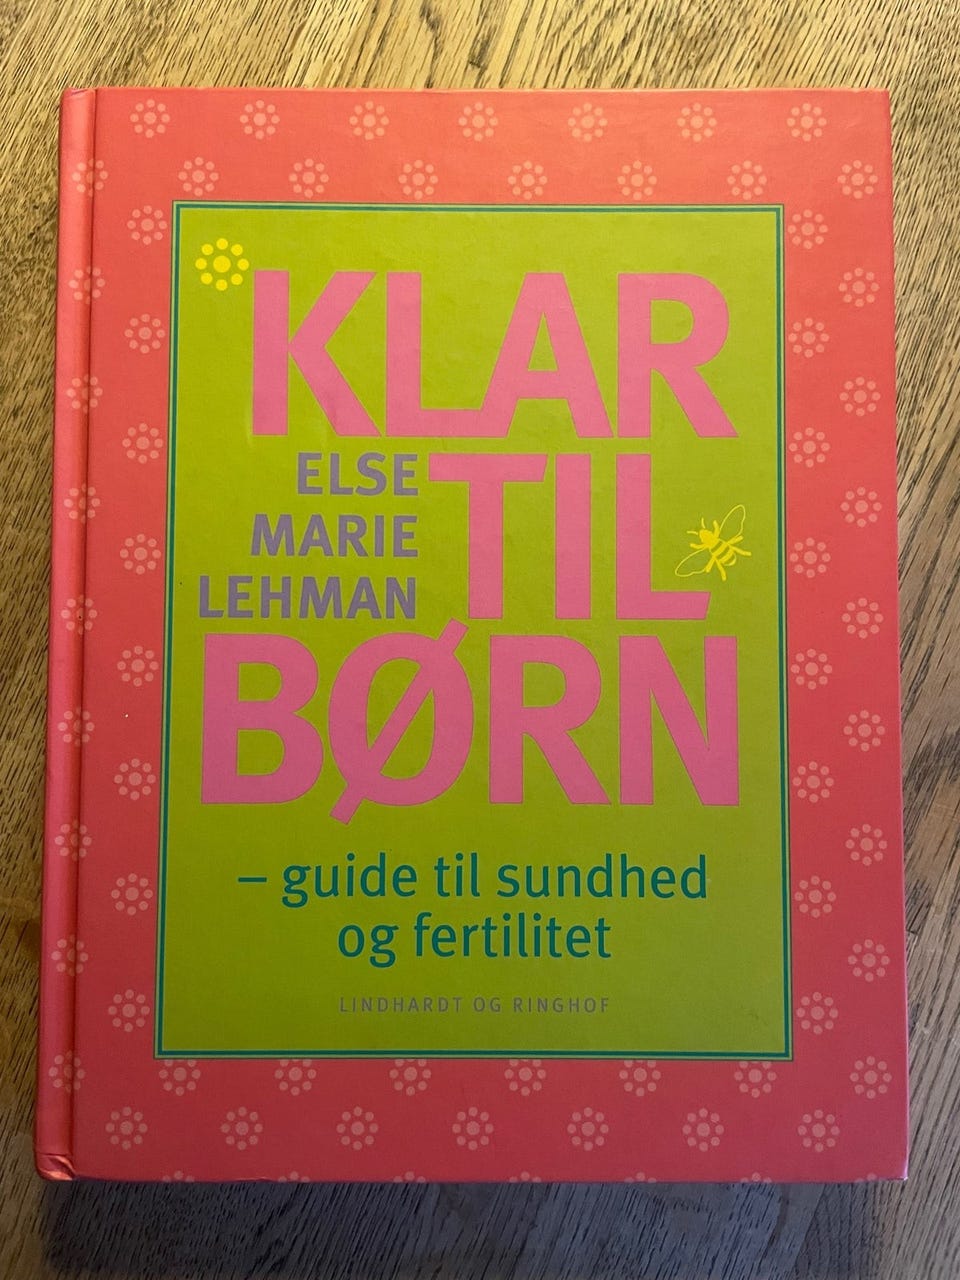 KLAR
ELSE
MARIE
LEHMAN
TIL
BØRN
– guide til sundhed
og fertilitet
LINDHARDT OG RINGHOF